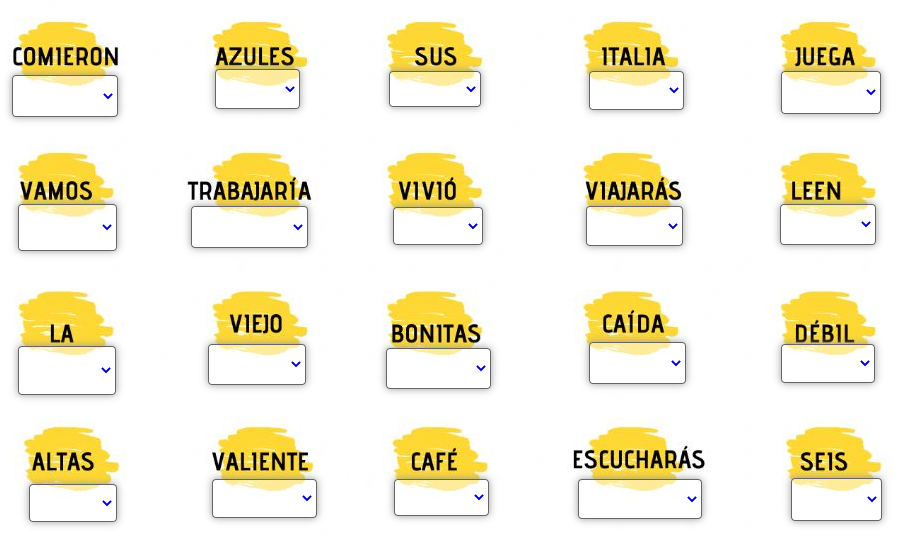 COMIERON AZULES SUS ITALIA JUEGA
VAMOS TRABAJARÍA VIVIÓ VIAJARÁS LEEN
LA VIEJO BONITAS CAÍDA DÉBIL
ALTAS VALIENTE CAFÉ ESCUCHARÁS SEIS